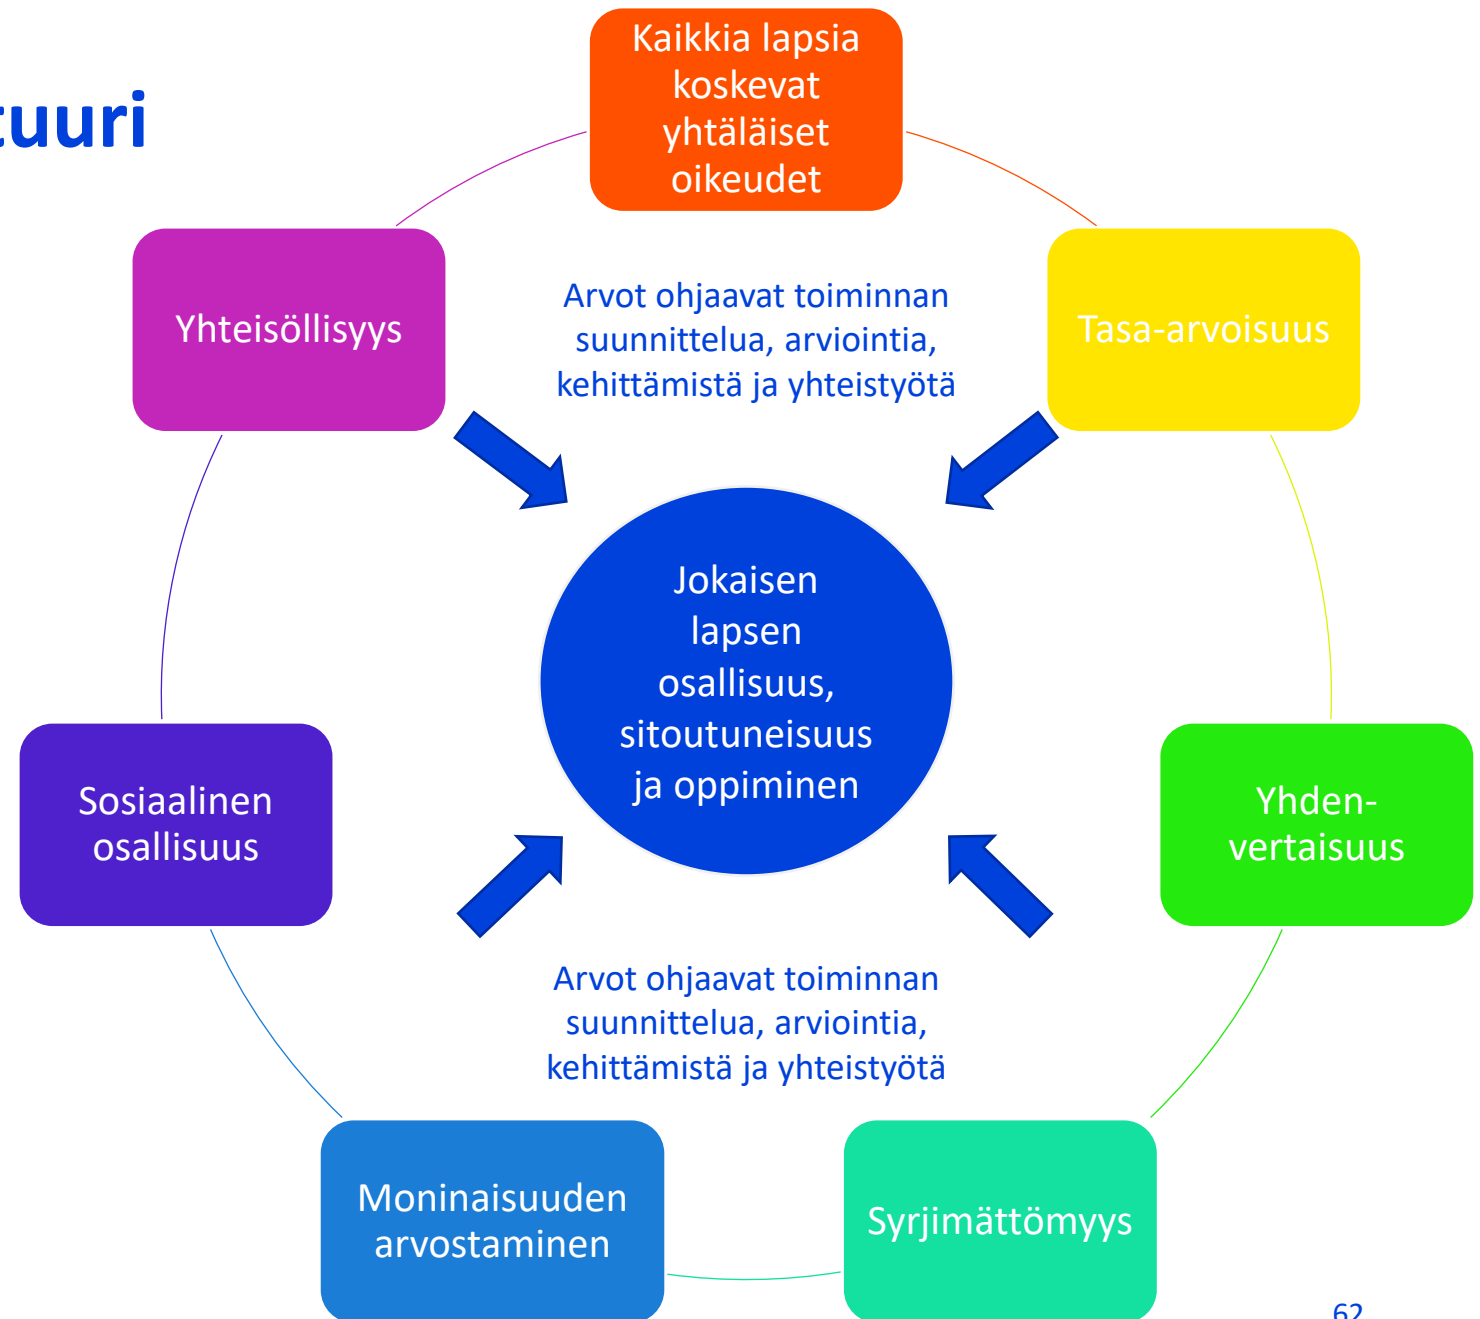 tuuri
Kaikkia lapsia
koskevat
yhtäläiset
oikeudet
Yhteisöllisyys
Arvot ohjaavat toiminnan
suunnittelua, arviointia,
kehittämistä ja yhteistyötä
Tasa-arvoisuus
Jokaisen
lapsen
osallisuus,
sitoutuneisuus
ja oppiminen
Sosiaalinen
osallisuus
Yhden-
vertaisuus
Arvot ohjaavat toiminnan
suunnittelua, arviointia,
kehittämistä ja yhteistyötä
Moninaisuuden
arvostaminen
Syrjimättömyys
62